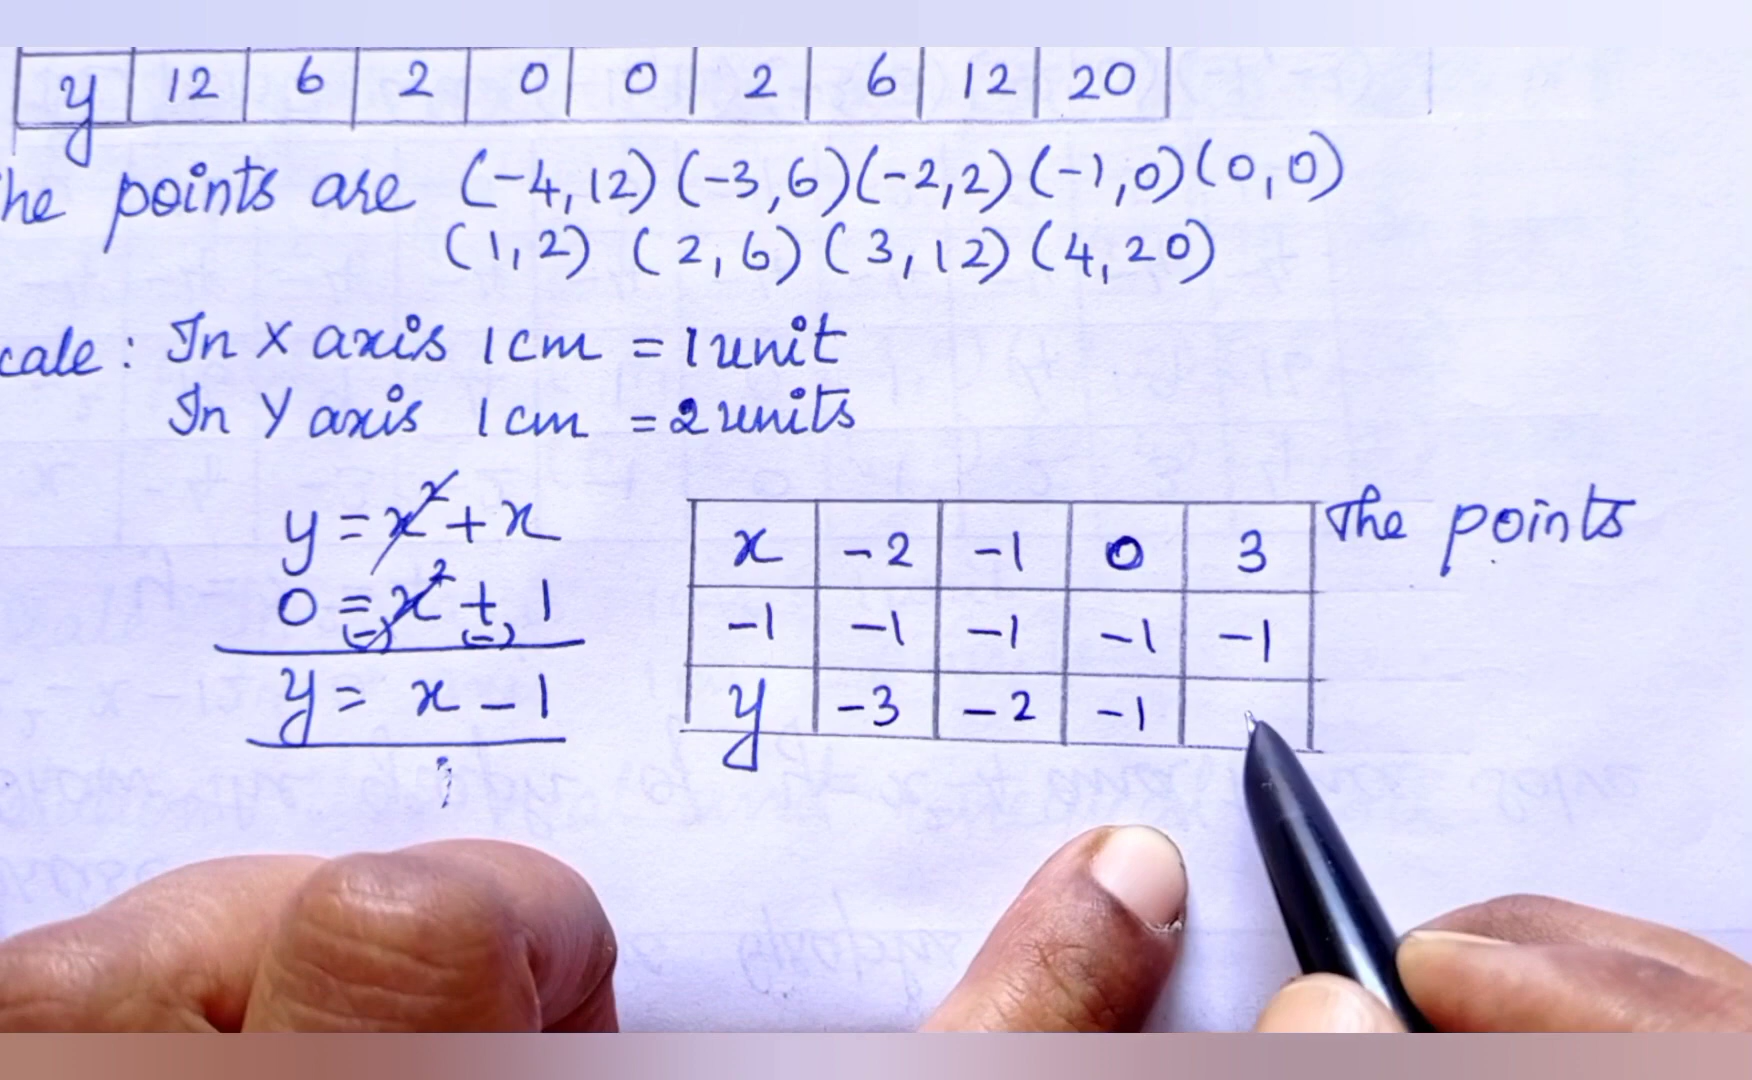 y 12 6 2 0 0 2 6 12 20
he points are (-4,12) (-3,6) (-2,2) (-1,0) (0,0)
(1,2) (2,6) (3,12) (4,20)
cale: In X axis 1cm = 1unit
In Y axis 1cm = 2units
y = x² + x
0 = x² + 1
(-) (-)
y = x - 1
x -2 -1 0 3
-1 -1 -1 -1 -1
y -3 -2 -1
The points